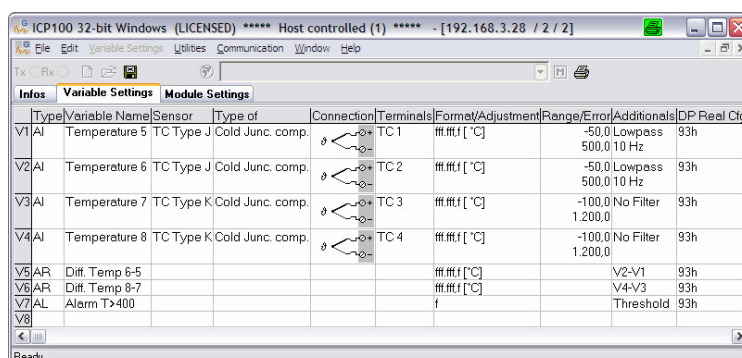 ICP100 32-bit Windows (LICENSED) ***** Host controlled (1) ***** - [192.168.3.28 / 2 / 2]
File Edit Variable Settings Utilities Communication Window Help
Tx Rx M
Infos Variable Settings Module Settings
Type Variable Name Sensor Type of Connection Terminals Format/Adjustment Range/Error Additionals DP Real Cfg
V1 AI Temperature 5 TC Type J Cold Junc. comp. TC 1 fff.fff,f [ °C] -50,0 Lowpass 93h
500,0 10 Hz
V2 AI Temperature 6 TC Type J Cold Junc. comp. TC 2 fff.fff,f [ °C] -50,0 Lowpass 93h
500,0 10 Hz
V3 AI Temperature 7 TC Type K Cold Junc. comp. TC 3 fff.fff,f [ °C] -100,0 No Filter 93h
1.200,0
V4 AI Temperature 8 TC Type K Cold Junc. comp. TC 4 fff.fff,f [ °C] -100,0 No Filter 93h
1.200,0
V5 AR Diff. Temp 6-5 fff.fff,f [°C] V2-V1 93h
V6 AR Diff. Temp 8-7 fff.fff,f [°C] V4-V3 93h
V7 AL Alarm T>400 f Threshold 93h
V8
Ready